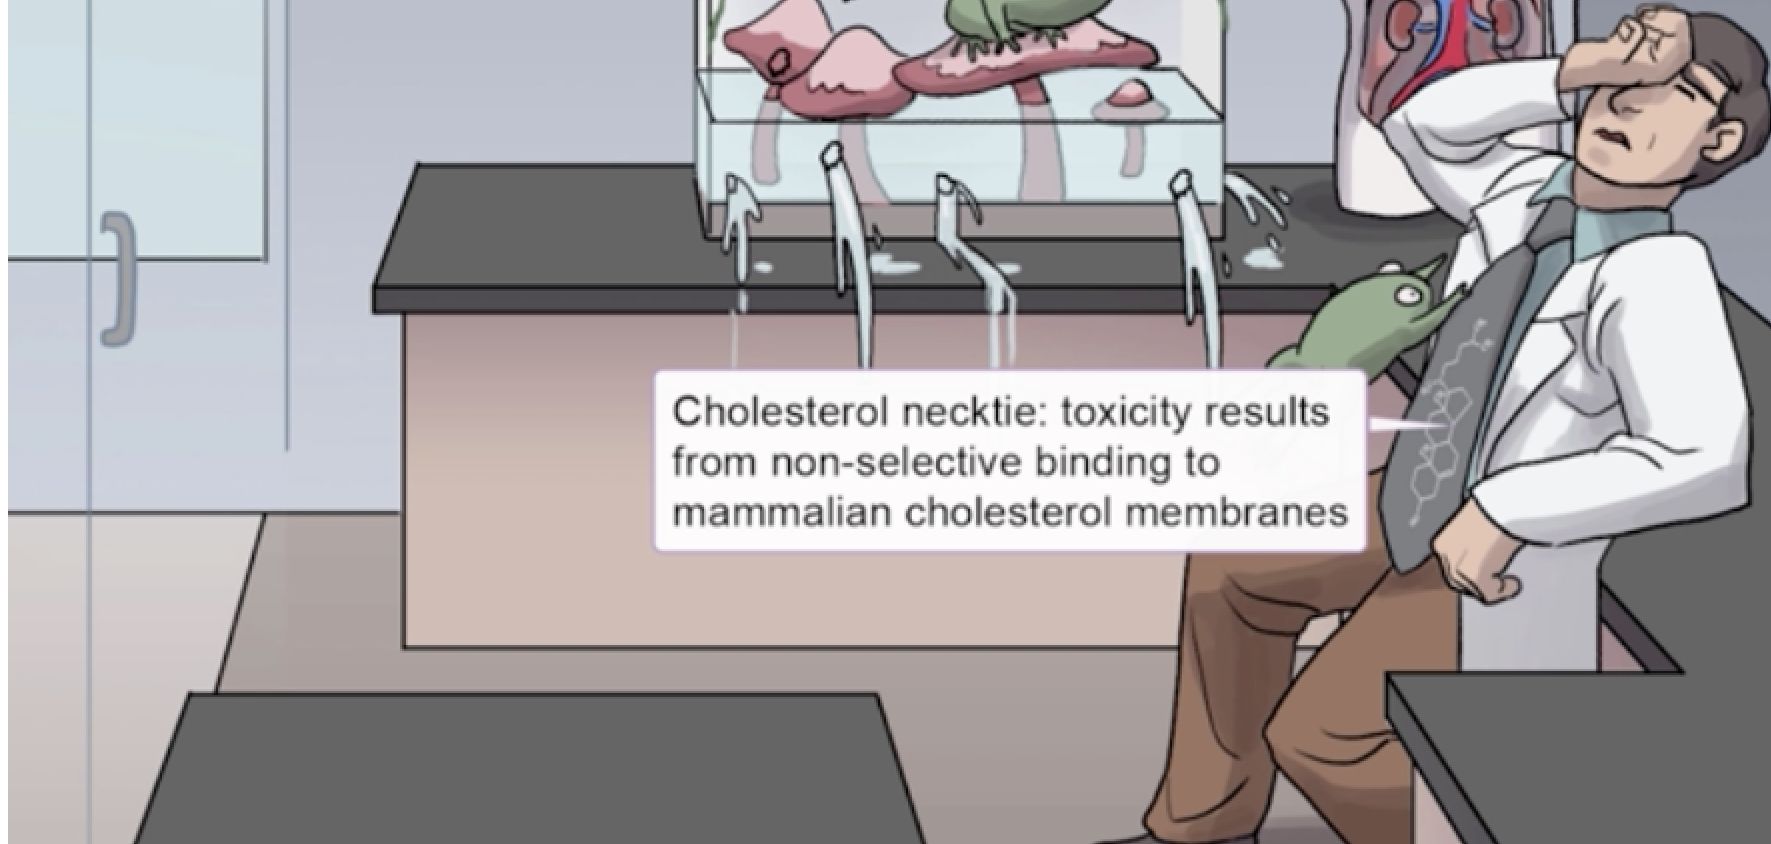 Cholesterol necktie: toxicity results
from non-selective binding to
mammalian cholesterol membranes